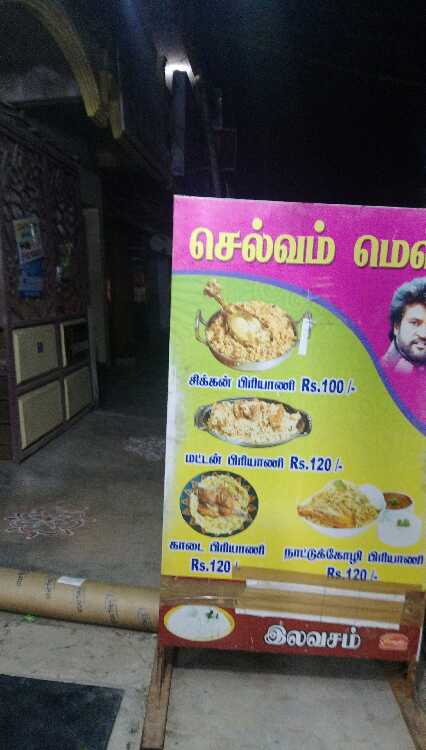 செல்வம் மெஸ்
சிக்கன் பிரியாணி Rs.100/-
மட்டன் பிரியாணி Rs.120/-
காடை பிரியாணி
Rs.120
நாட்டுக்கோழி பிரியாணி
Rs.120/-
இலவசம்